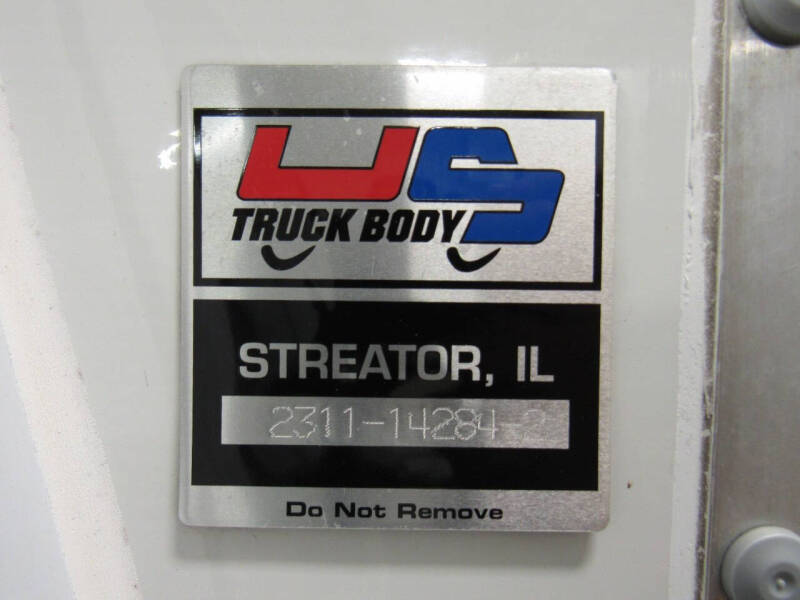 US
TRUCK BODY
STREATOR, IL
2311-14284-2
Do Not Remove